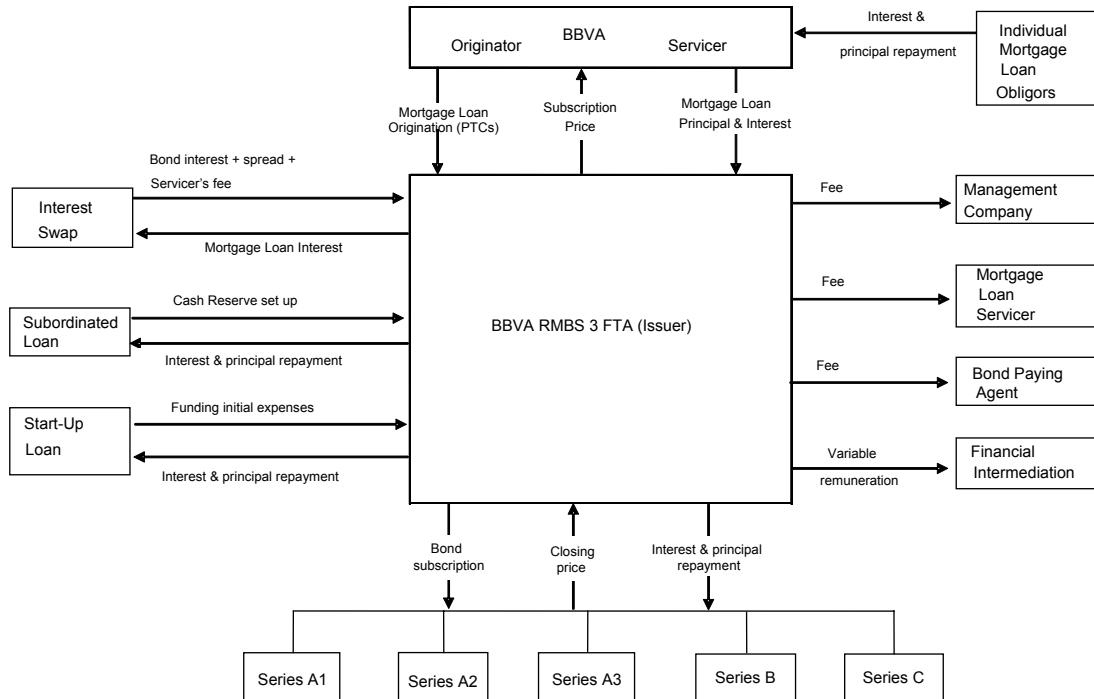 BBVA
Originator
Servicer
Interest &
principal repayment
Individual
Mortgage
Loan
Obligors
Mortgage Loan
Origination (PTCs)
Subscription
Price
Mortgage Loan
Principal & Interest
Bond interest + spread +
Servicer's fee
Interest
Swap
Mortgage Loan Interest
Cash Reserve set up
Subordinated
Loan
Interest & principal repayment
Funding initial expenses
Start-Up
Loan
Interest & principal repayment
BBVA RMBS 3 FTA (Issuer)
Fee
Management
Company
Fee
Mortgage
Loan
Servicer
Fee
Bond Paying
Agent
Variable
remuneration
Financial
Intermediation
Bond
subscription
Closing
price
Interest & principal
repayment
Series A1
Series A2
Series A3
Series B
Series C